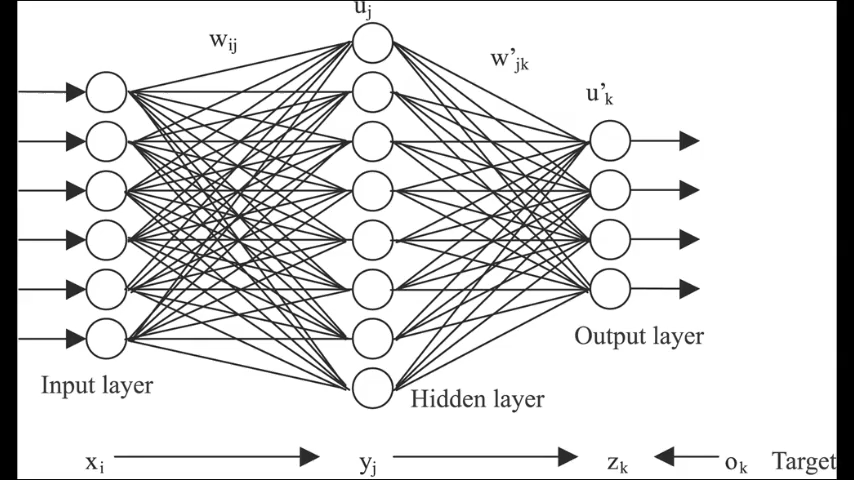 uj
wij
w’jk
u’k
Output layer
Input layer
Hidden layer
xi yj zk ok Target